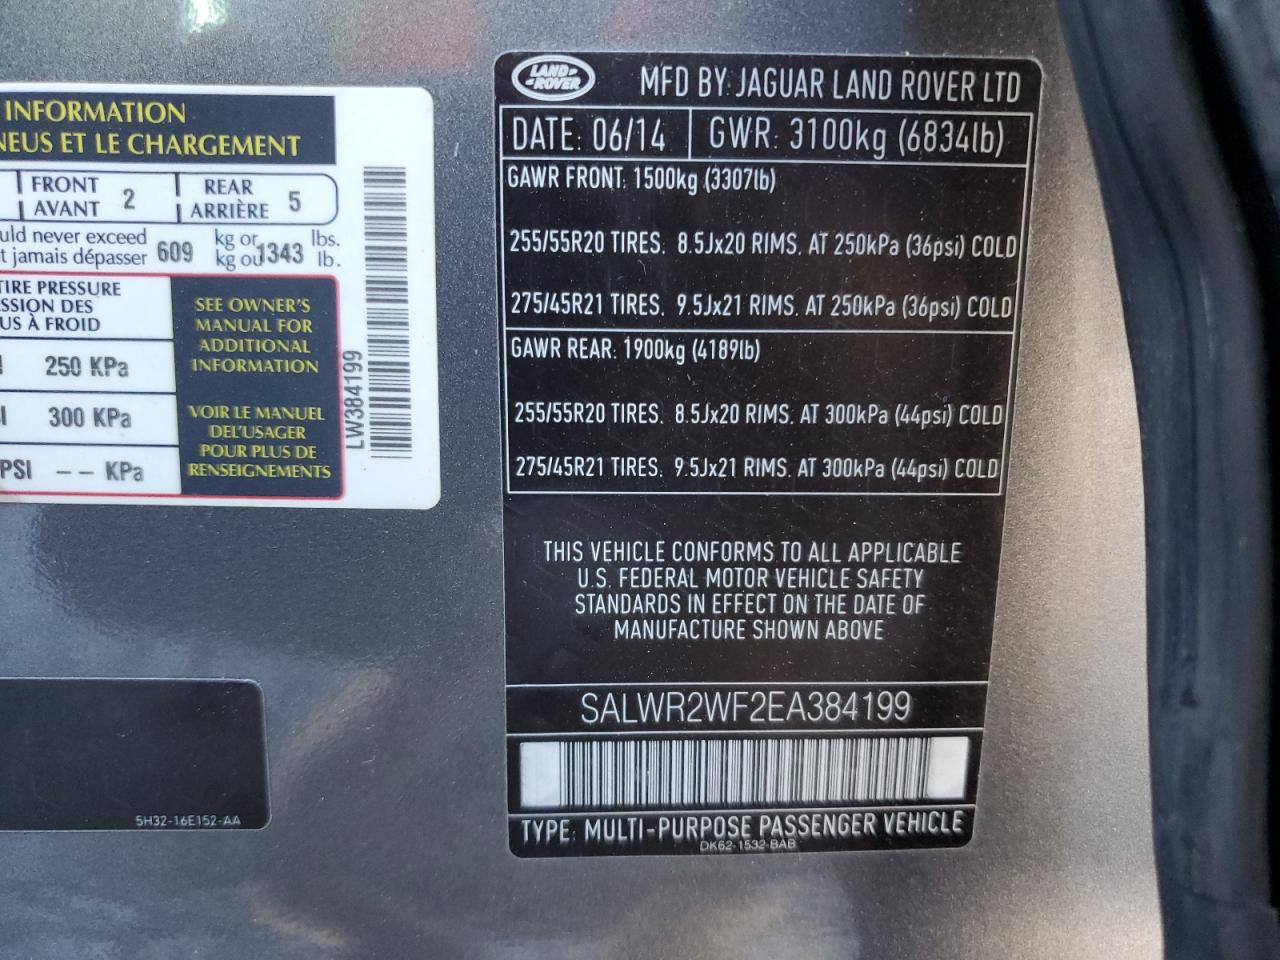 INFORMATION
NEUS ET LE CHARGEMENT
FRONT 2 REAR 5
AVANT ARRIÈRE
uld never exceed 609 kg or 1343 lbs.
t jamais dépasser kg ou lb.
TIRE PRESSURE
SSION DES
US À FROID
250 KPa
300 KPa
PSI -- KPa
SEE OWNER'S
MANUAL FOR
ADDITIONAL
INFORMATION
VOIR LE MANUEL
DEL'USAGER
POUR PLUS DE
RENSEIGNEMENTS
LW384199
5H32-16E152-AA
LAND-
-ROVER
MFD BY: JAGUAR LAND ROVER LTD
DATE: 06/14 GWR: 3100kg (6834lb)
GAWR FRONT: 1500kg (3307lb)
255/55R20 TIRES. 8.5Jx20 RIMS. AT 250kPa (36psi) COLD
275/45R21 TIRES. 9.5Jx21 RIMS. AT 250kPa (36psi) COLD
GAWR REAR: 1900kg (4189lb)
255/55R20 TIRES. 8.5Jx20 RIMS. AT 300kPa (44psi) COLD
275/45R21 TIRES. 9.5Jx21 RIMS. AT 300kPa (44psi) COLD
THIS VEHICLE CONFORMS TO ALL APPLICABLE
U.S. FEDERAL MOTOR VEHICLE SAFETY
STANDARDS IN EFFECT ON THE DATE OF
MANUFACTURE SHOWN ABOVE
SALWR2WF2EA384199
TYPE: MULTI-PURPOSE PASSENGER VEHICLE
DK62-1532-BAB